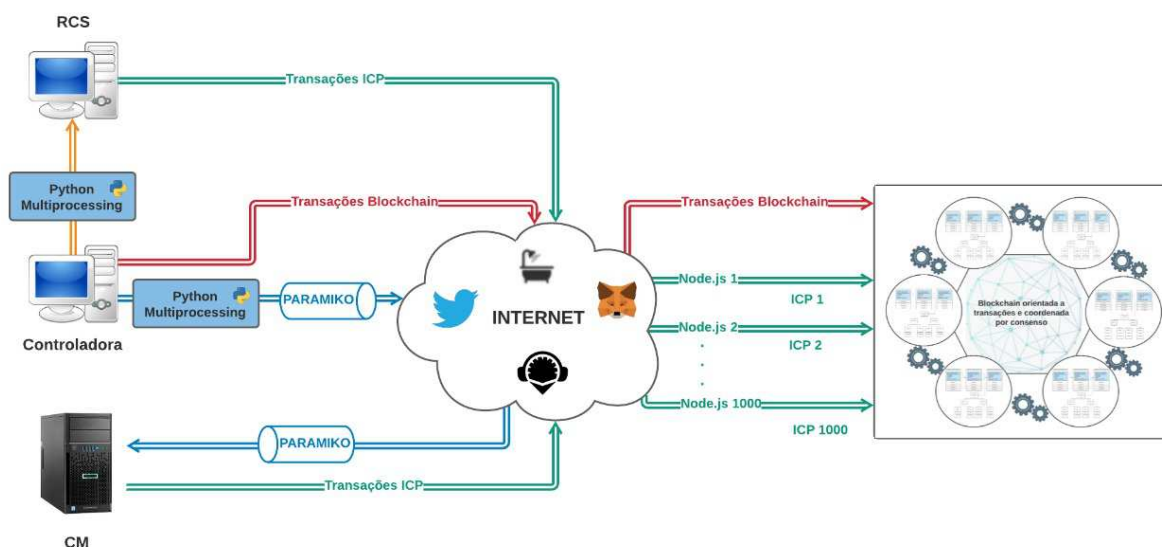 RCS
Transações ICP
Python
Multiprocessing
Transações Blockchain
Transações Blockchain
Python
Multiprocessing
PARAMIKO
Controladora
INTERNET
Node.js 1
ICP 1
Node.js 2
ICP 2
Node.js 1000
ICP 1000
Blockchain orientada a
transações e coordenada
por consenso
PARAMIKO
Transações ICP
CM